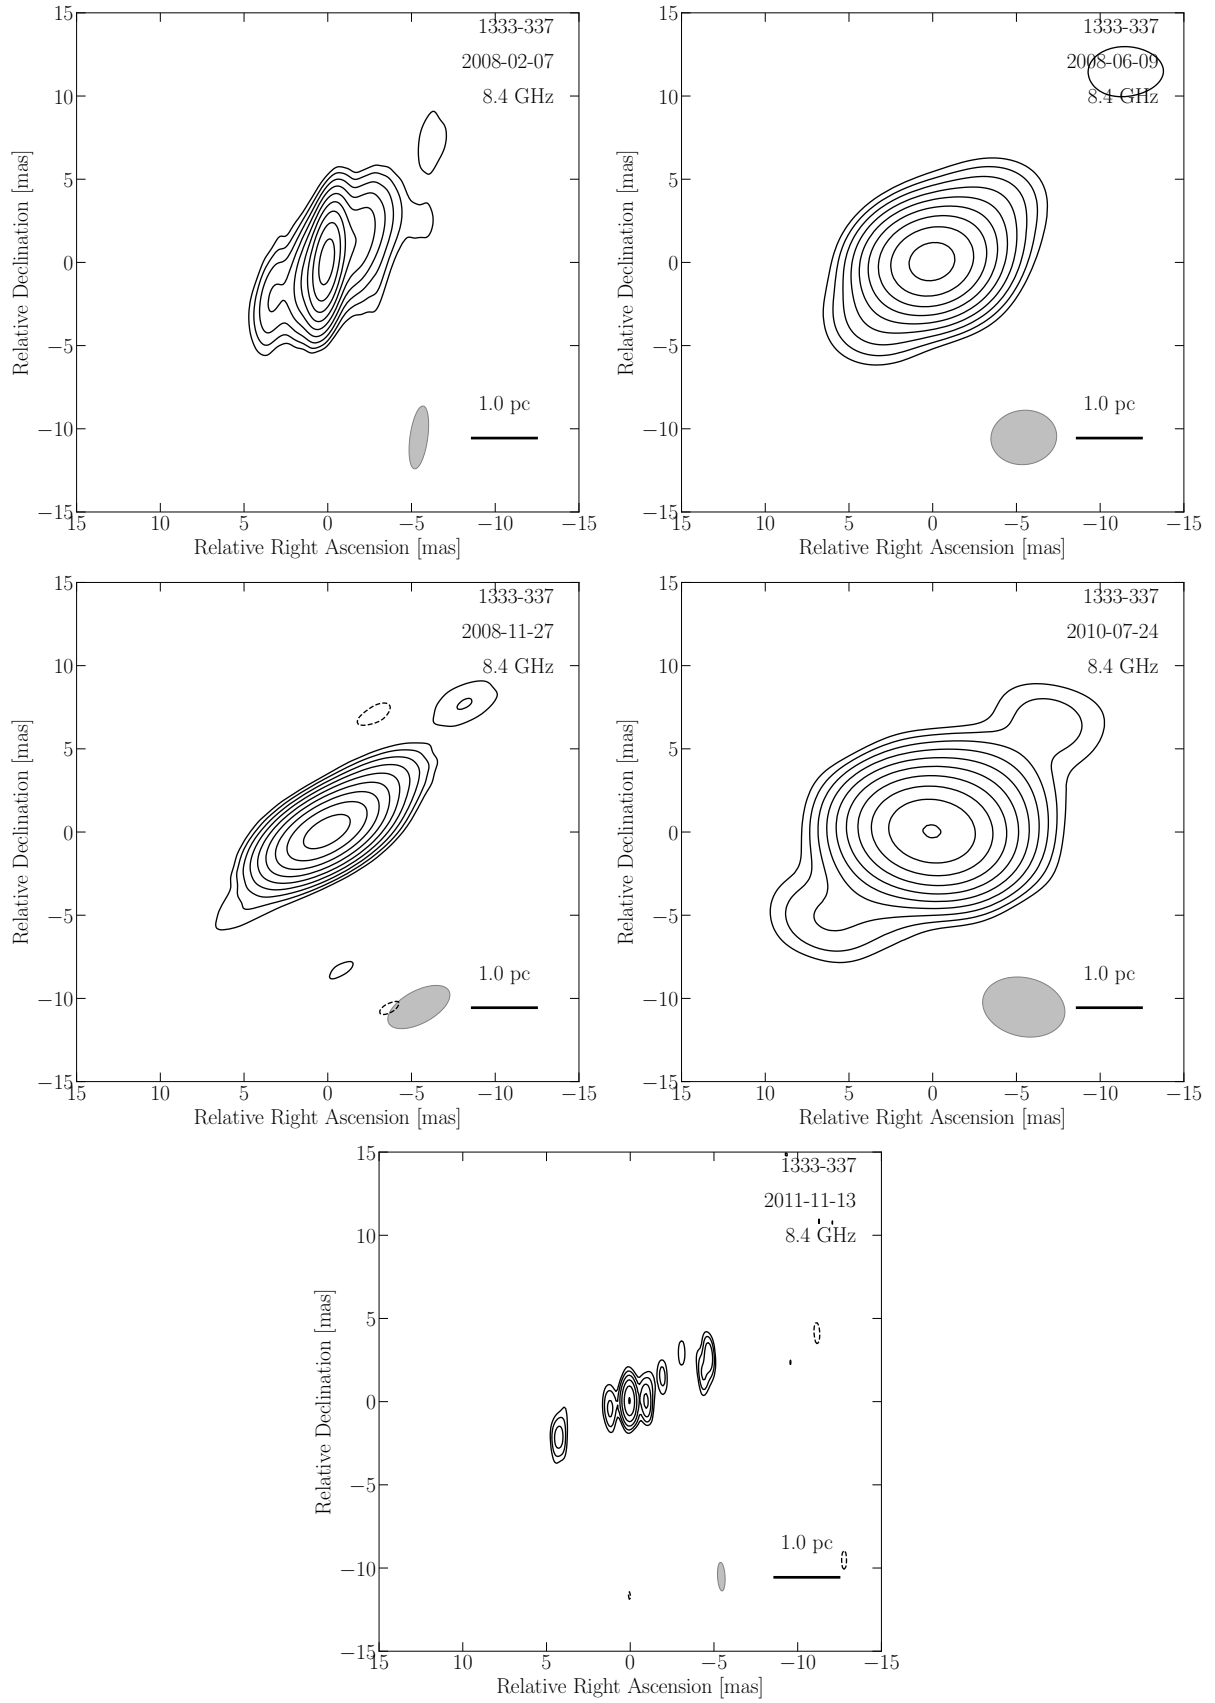 15
1333-337
2008-02-07
10
8.4 GHz
5
0
−5
1.0 pc
−10
−15
15 10 5 0 −5 −10 −15
Relative Right Ascension [mas]
Relative Declination [mas]
15
1333-337
2008-06-09
10
8.4 GHz
5
0
−5
1.0 pc
−10
−15
15 10 5 0 −5 −10 −15
Relative Right Ascension [mas]
Relative Declination [mas]
15
1333-337
2008-11-27
10
8.4 GHz
5
0
−5
1.0 pc
−10
−15
15 10 5 0 −5 −10 −15
Relative Right Ascension [mas]
Relative Declination [mas]
15
1333-337
2010-07-24
10
8.4 GHz
5
0
−5
1.0 pc
−10
−15
15 10 5 0 −5 −10 −15
Relative Right Ascension [mas]
Relative Declination [mas]
15
1333-337
2011-11-13
10
8.4 GHz
5
0
−5
1.0 pc
−10
−15
15 10 5 0 −5 −10 −15
Relative Right Ascension [mas]
Relative Declination [mas]